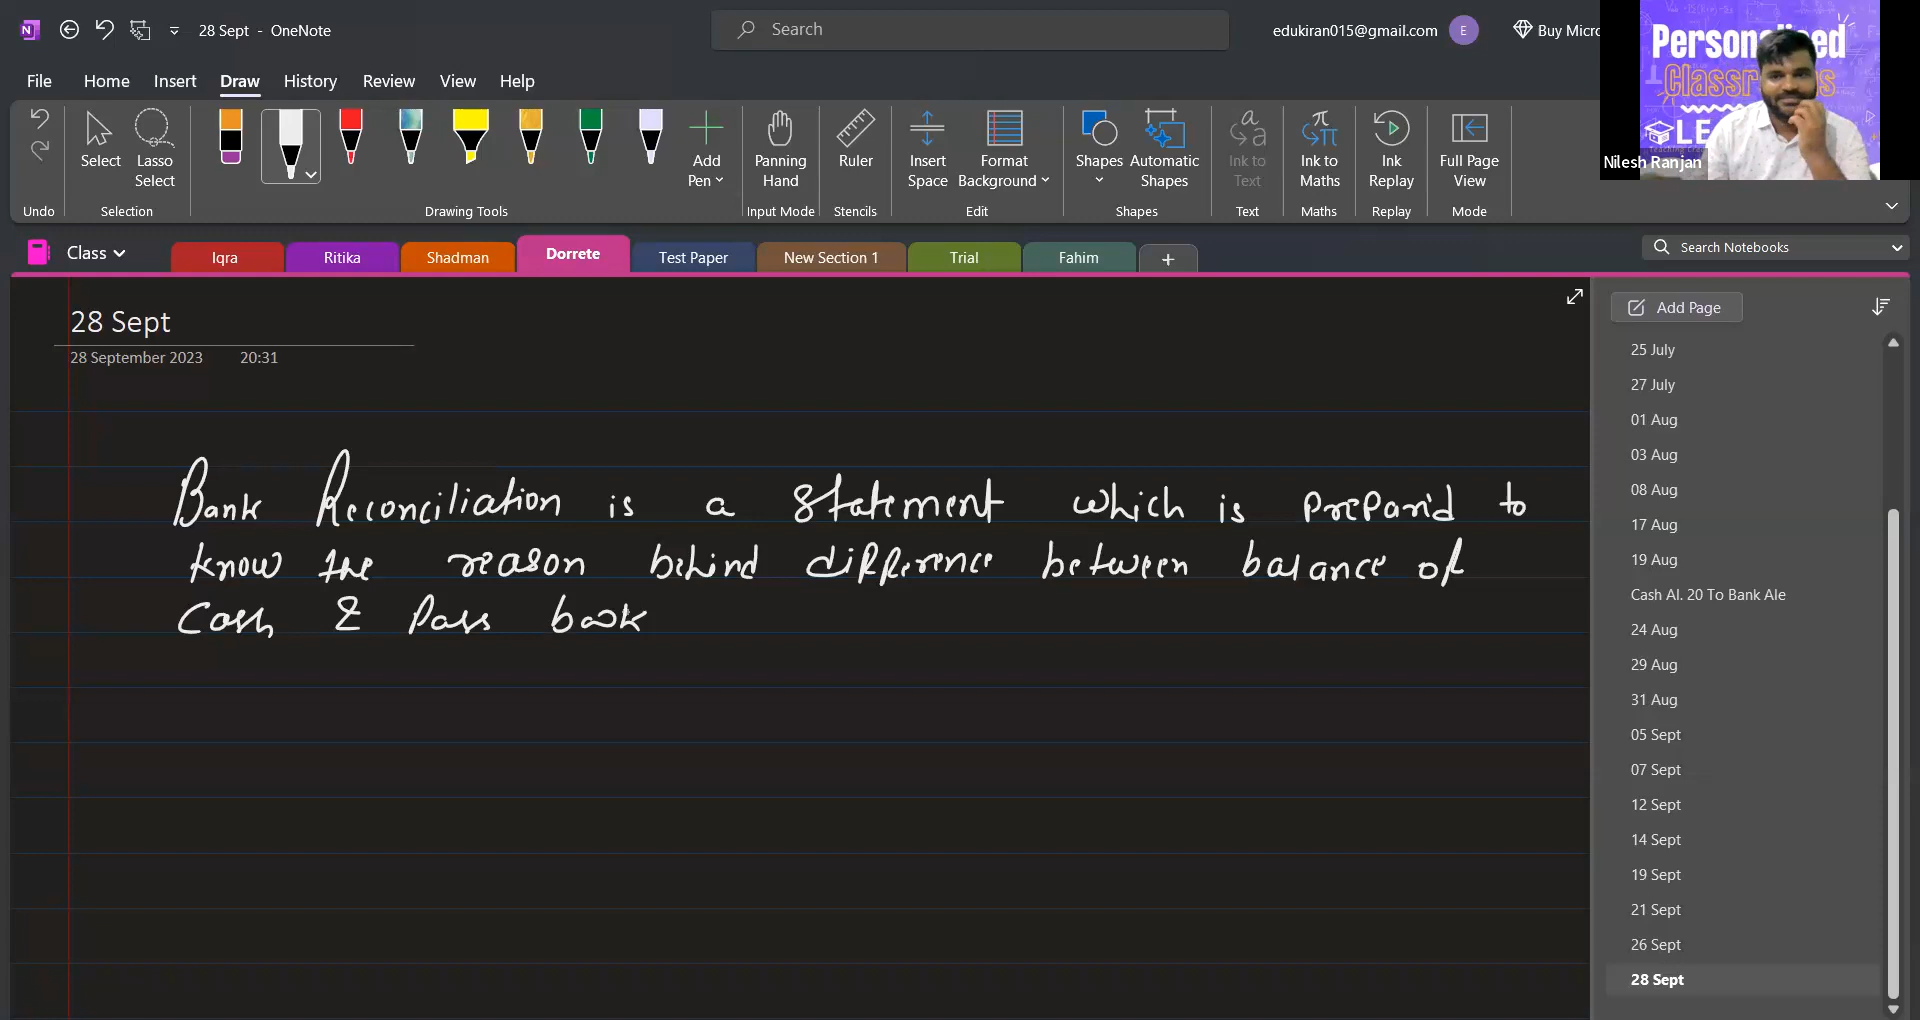 28 Sept - OneNote
Search
edukiran015@gmail.com
E
Buy Micro
File
Home
Insert
Draw
History
Review
View
Help
Undo
Select
Lasso Select
Selection
Drawing Tools
Add Pen
Panning Hand
Input Mode
Ruler
Stencils
Insert Space
Format Background
Edit
Shapes
Automatic Shapes
Shapes
Ink to Text
Text
Ink to Maths
Maths
Ink Replay
Replay
Full Page View
Mode
Personalised
Classrooms
LE
Nilesh Ranjan
Class
Iqra
Ritika
Shadman
Dorrete
Test Paper
New Section 1
Trial
Fahim
+
Search Notebooks
28 Sept
28 September 2023 20:31
Bank Reconciliation is a statement which is prepared to
know the reason behind difference between balance of
Cash & Pass book
Add Page
25 July
27 July
01 Aug
03 Aug
08 Aug
17 Aug
19 Aug
Cash Al. 20 To Bank Ale
24 Aug
29 Aug
31 Aug
05 Sept
07 Sept
12 Sept
14 Sept
19 Sept
21 Sept
26 Sept
28 Sept